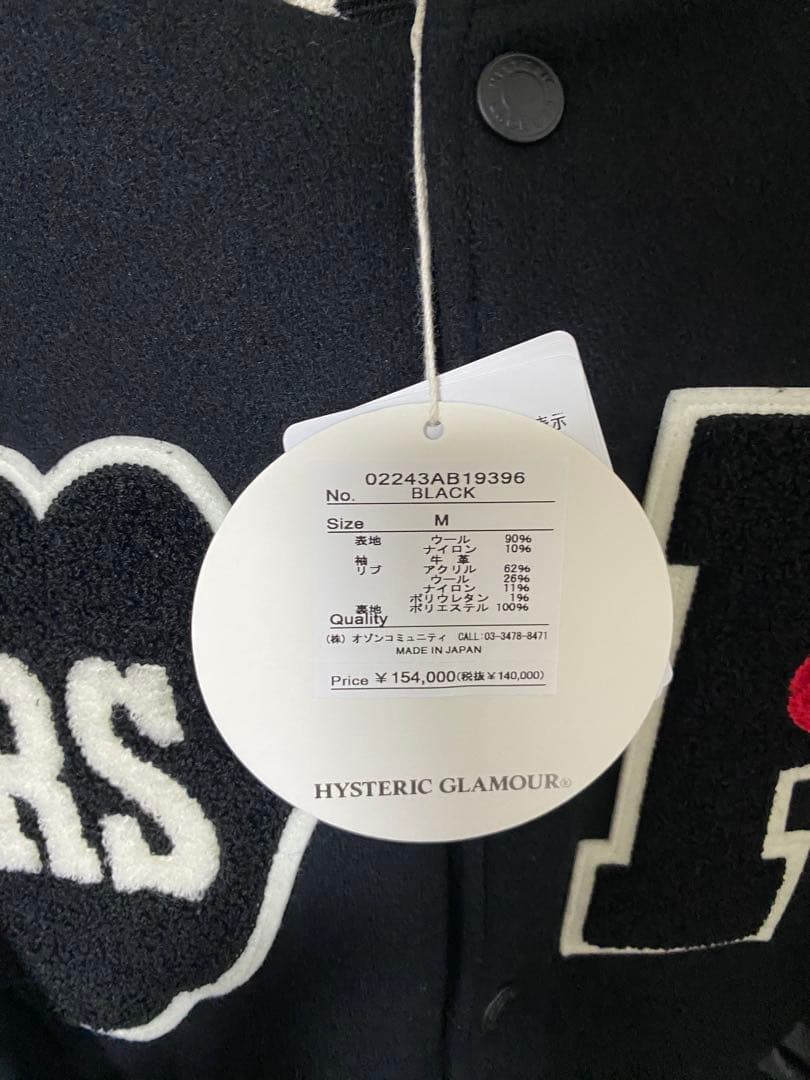 表示
02243AB19396
No. BLACK
Size M
表地 ウール 90%
ナイロン 10%
袖 牛 革
リブ アクリル 62%
ウール 26%
ナイロン 11%
ポリウレタン 1%
裏地 ポリエステル 100%
Quality
(株) オゾンコミュニティ CALL:03-3478-8471
MADE IN JAPAN
Price ¥154,000(税抜¥140,000)
HYSTERIC GLAMOUR®
RS